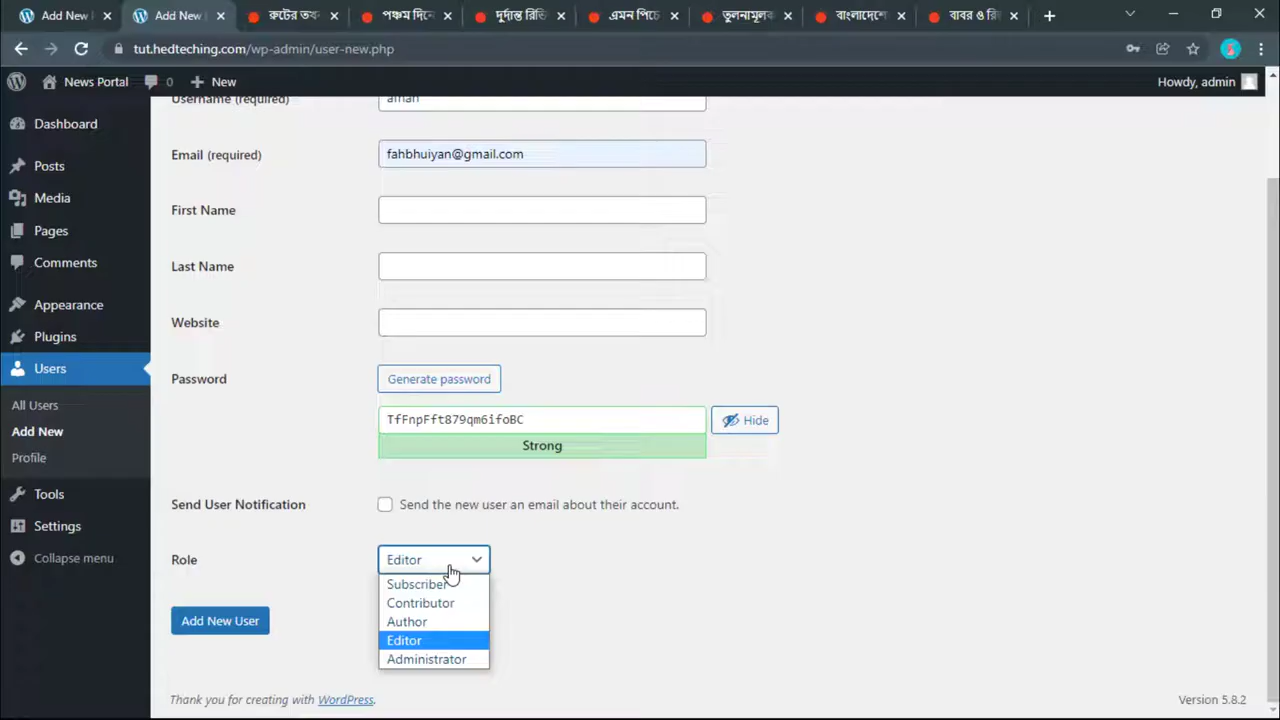 Add New
Add New
রুটের তখ
পঞ্চম দিনে
দুর্দান্ত রিভি
এমন পিচে
তুলনামূলক
বাংলাদেশে
বাবর ও রি
tut.hedteching.com/wp-admin/user-new.php
News Portal
0
New
Howdy, admin
Dashboard
Posts
Media
Pages
Comments
Appearance
Plugins
Users
All Users
Add New
Profile
Tools
Settings
Collapse menu
Username (required)
Email (required)
fahbhuiyan@gmail.com
First Name
Last Name
Website
Password
Generate password
TfFnpFft879qm6ifoBC
Hide
Strong
Send User Notification
Send the new user an email about their account.
Role
Editor
Subscriber
Contributor
Author
Editor
Administrator
Add New User
Thank you for creating with WordPress.
Version 5.8.2